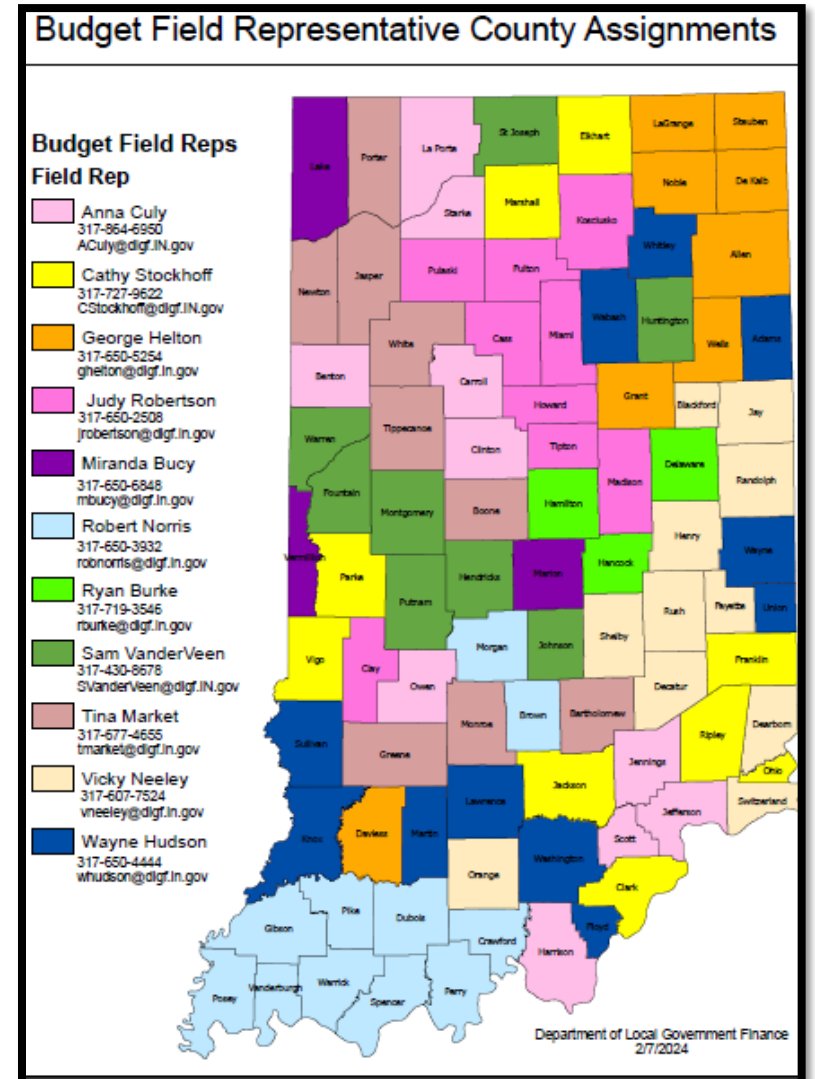 Budget Field Representative County Assignments
Budget Field Reps
Field Rep
Anna Culy
317-864-6950
ACuly@dlgf.IN.gov
Cathy Stockhoff
317-727-9622
CStockhoff@dlgf.IN.gov
George Helton
317-650-5254
ghelton@dlgf.in.gov
Judy Robertson
317-650-2508
jrobertson@dlgf.in.gov
Miranda Bucy
317-650-6848
mbucy@dlgf.in.gov
Robert Norris
317-650-3932
robnorris@dlgf.in.gov
Ryan Burke
317-719-3546
rburke@dlgf.in.gov
Sam VanderVeen
317-430-8678
SVanderVeen@dlgf.IN.gov
Tina Market
317-677-4655
tmarket@dlgf.in.gov
Vicky Neeley
317-607-7524
vneeley@dlgf.in.gov
Wayne Hudson
317-650-4444
whudson@dlgf.in.gov
Lake
Porter
La Porte
St Joseph
Elkhart
LaGrange
Steuben
Noble
De Kalb
Starke
Marshall
Kosciusko
Whitley
Allen
Newton
Jasper
Pulaski
Fulton
Wabash
Huntington
Wells
Adams
White
Cass
Miami
Benton
Carroll
Howard
Grant
Blackford
Jay
Warren
Tippecanoe
Clinton
Tipton
Madison
Delaware
Randolph
Fountain
Montgomery
Boone
Hamilton
Henry
Wayne
Vermillion
Parke
Putnam
Hendricks
Marion
Hancock
Rush
Fayette
Union
Vigo
Clay
Owen
Morgan
Johnson
Shelby
Franklin
Decatur
Sullivan
Greene
Monroe
Brown
Bartholomew
Ripley
Dearborn
Ohio
Jennings
Jackson
Switzerland
Jefferson
Knox
Daviess
Martin
Lawrence
Scott
Washington
Orange
Clark
Floyd
Gibson
Pike
Dubois
Crawford
Harrison
Posey
Vanderburgh
Warrick
Spencer
Perry
Department of Local Government Finance
2/7/2024